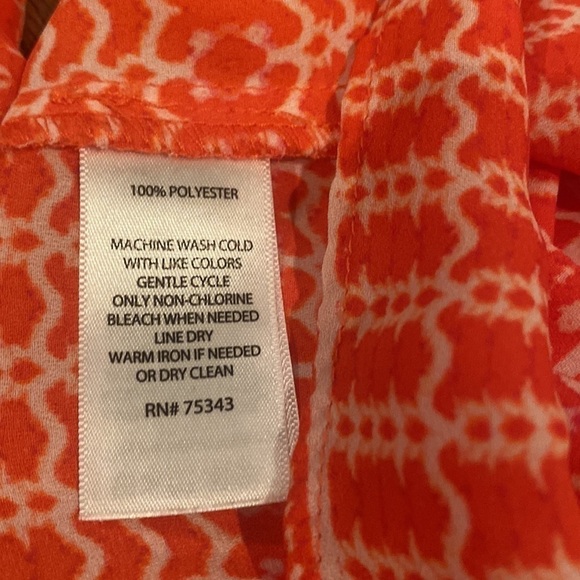 100% POLYESTER
MACHINE WASH COLD
WITH LIKE COLORS
GENTLE CYCLE
ONLY NON-CHLORINE
BLEACH WHEN NEEDED
LINE DRY
WARM IRON IF NEEDED
OR DRY CLEAN
RN# 75343